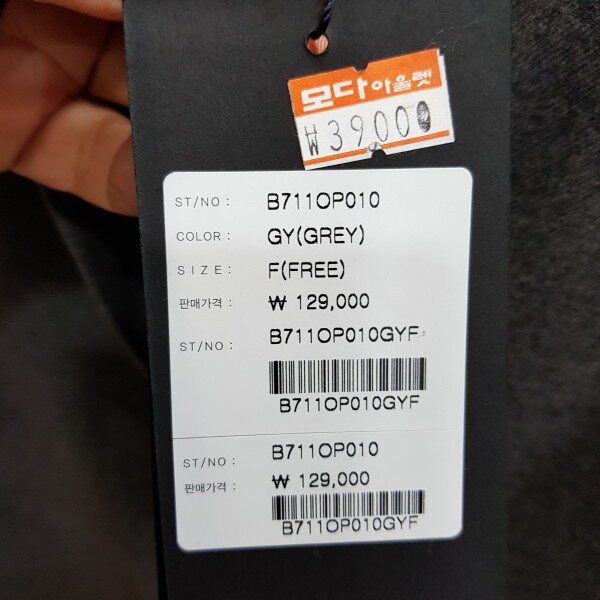 모다아울렛
₩39000
ST/NO : B711OP010
COLOR : GY(GREY)
SIZE : F(FREE)
판매가격 : ₩ 129,000
ST/NO : B711OP010GYF
B711OP010GYF
ST/NO : B711OP010
판매가격 : ₩ 129,000
B711OP010GYF